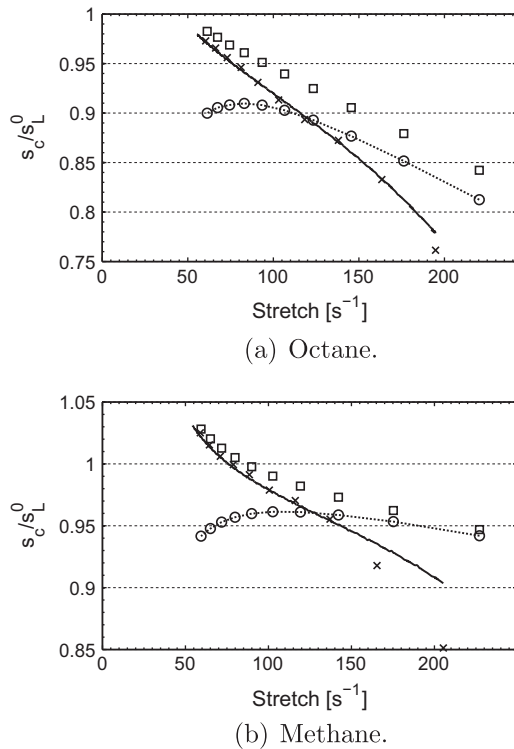 1
0.95
0.9
0.85
0.8
0.75
0 50 100 150 200
s_c/s_L^0
Stretch [s⁻¹]
(a) Octane.
1.05
1
0.95
0.9
0.85
0 50 100 150 200
s_c/s_L^0
Stretch [s⁻¹]
(b) Methane.